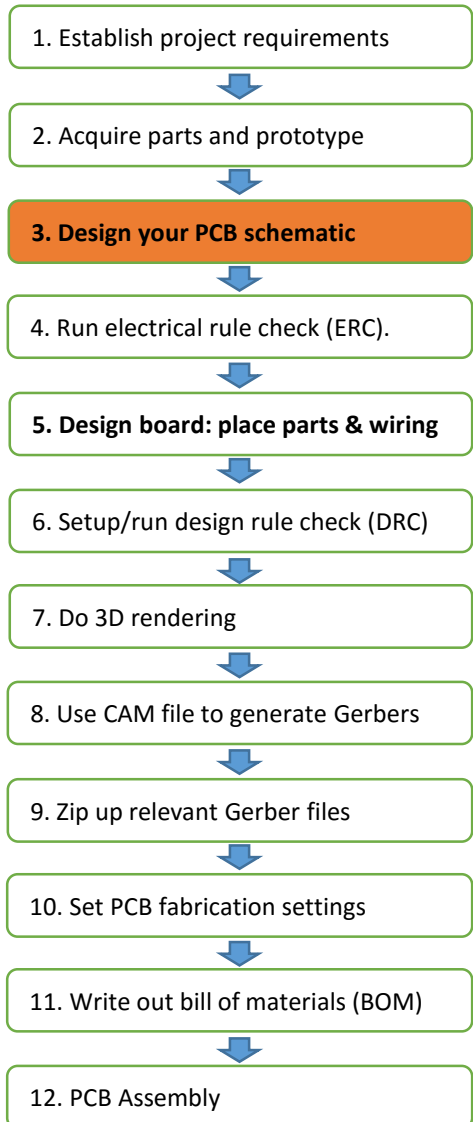 1. Establish project requirements
2. Acquire parts and prototype
3. Design your PCB schematic
4. Run electrical rule check (ERC).
5. Design board: place parts & wiring
6. Setup/run design rule check (DRC)
7. Do 3D rendering
8. Use CAM file to generate Gerbers
9. Zip up relevant Gerber files
10. Set PCB fabrication settings
11. Write out bill of materials (BOM)
12. PCB Assembly